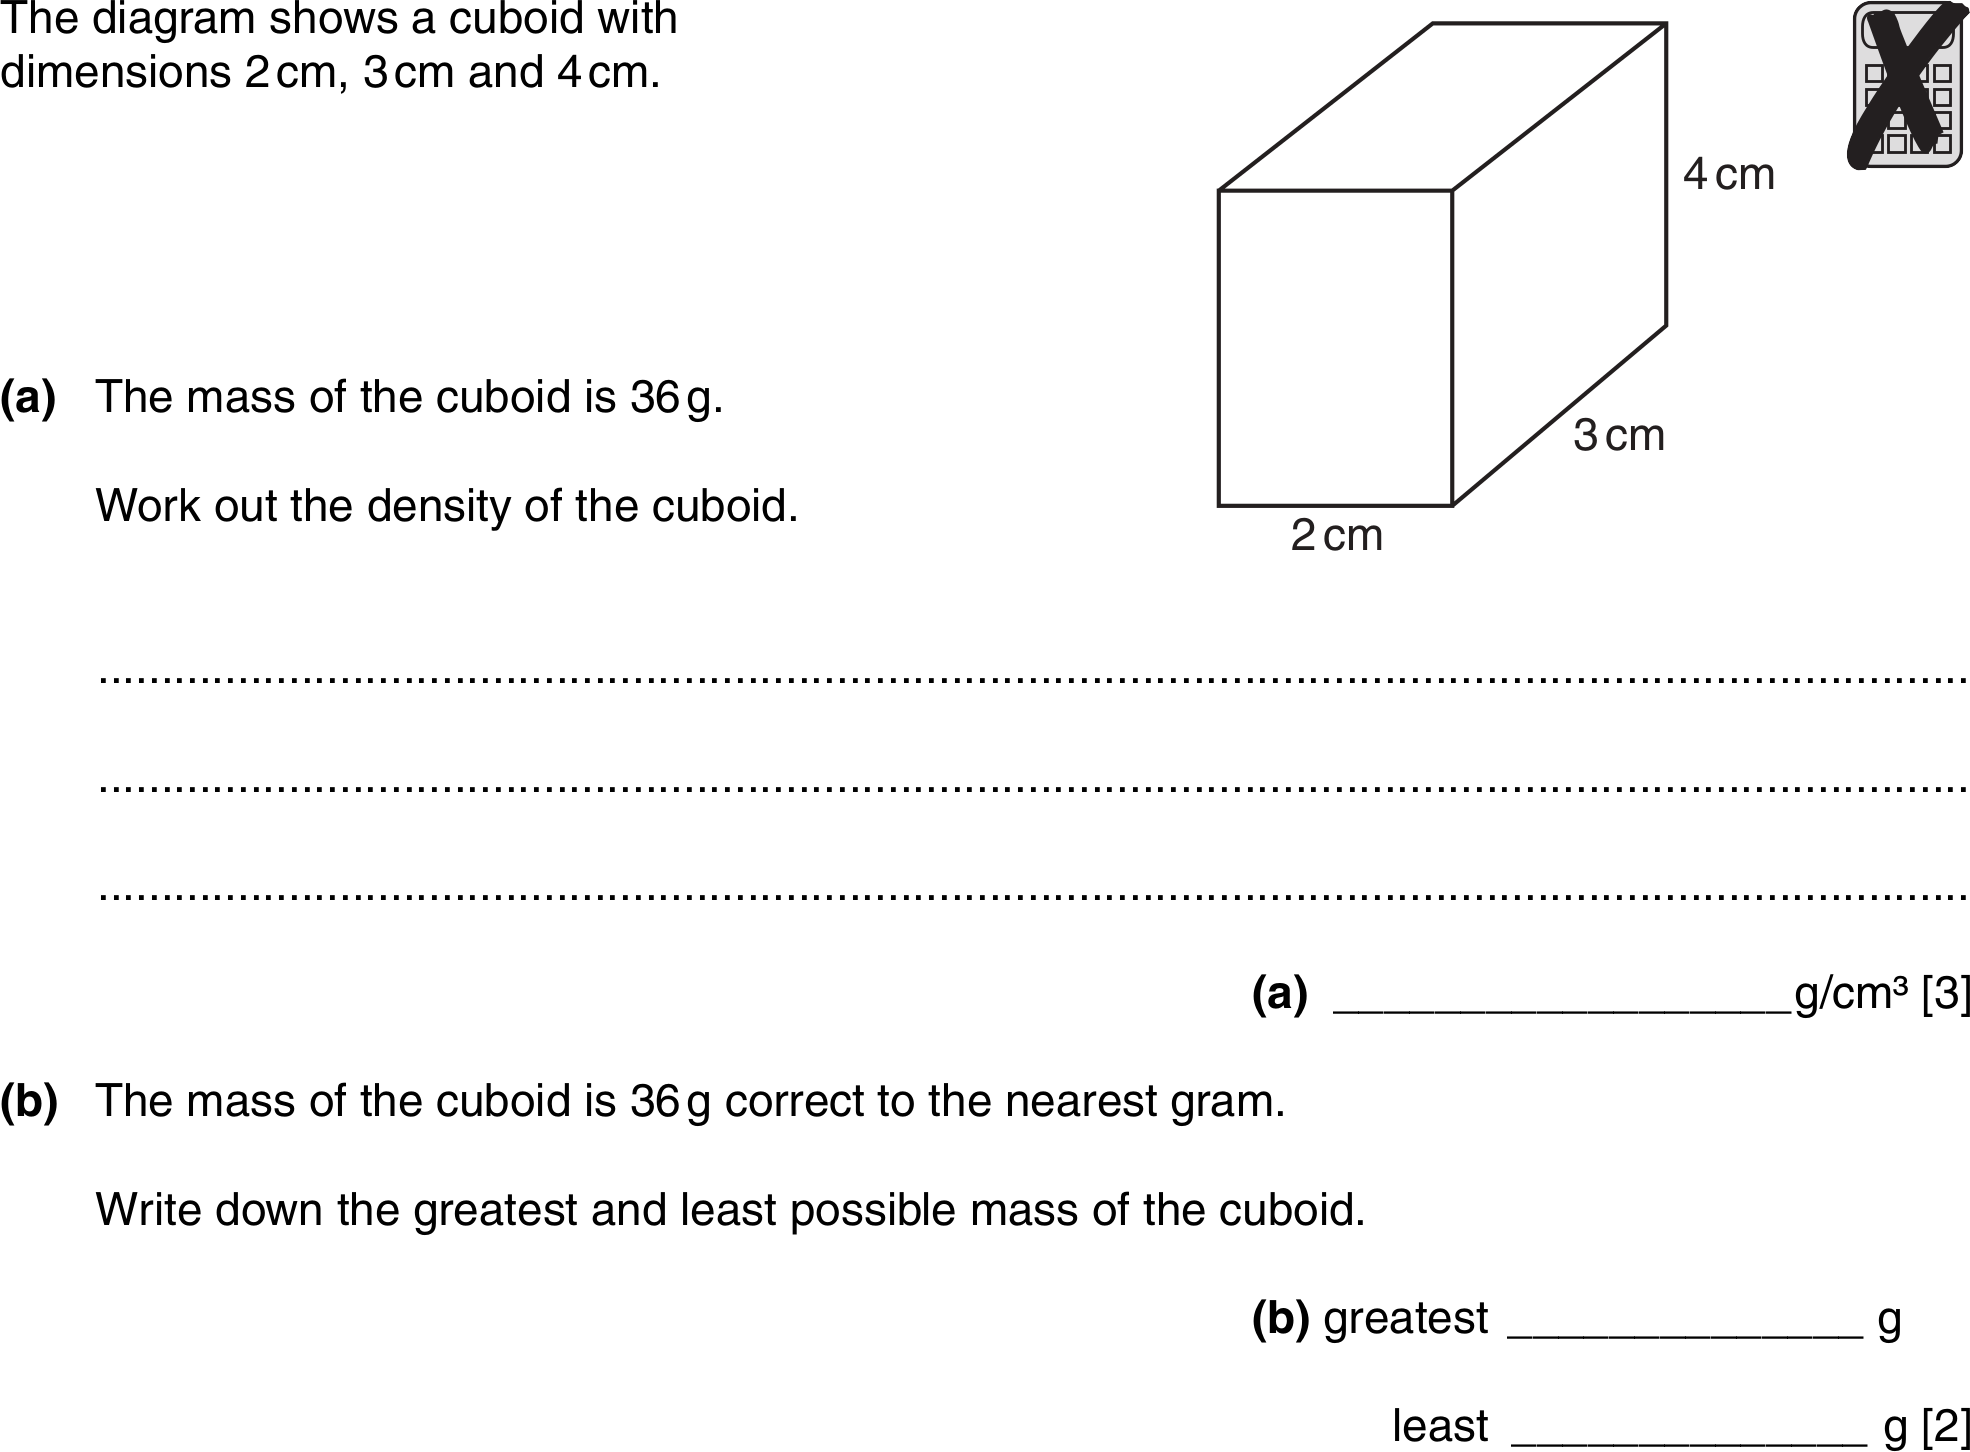 The diagram shows a cuboid with
dimensions 2 cm, 3 cm and 4 cm.
4 cm
(a) The mass of the cuboid is 36 g.
3 cm
Work out the density of the cuboid.
2 cm
(a) __________________g/cm³ [3]
(b) The mass of the cuboid is 36 g correct to the nearest gram.
Write down the greatest and least possible mass of the cuboid.
(b) greatest ______________ g
least ______________ g [2]